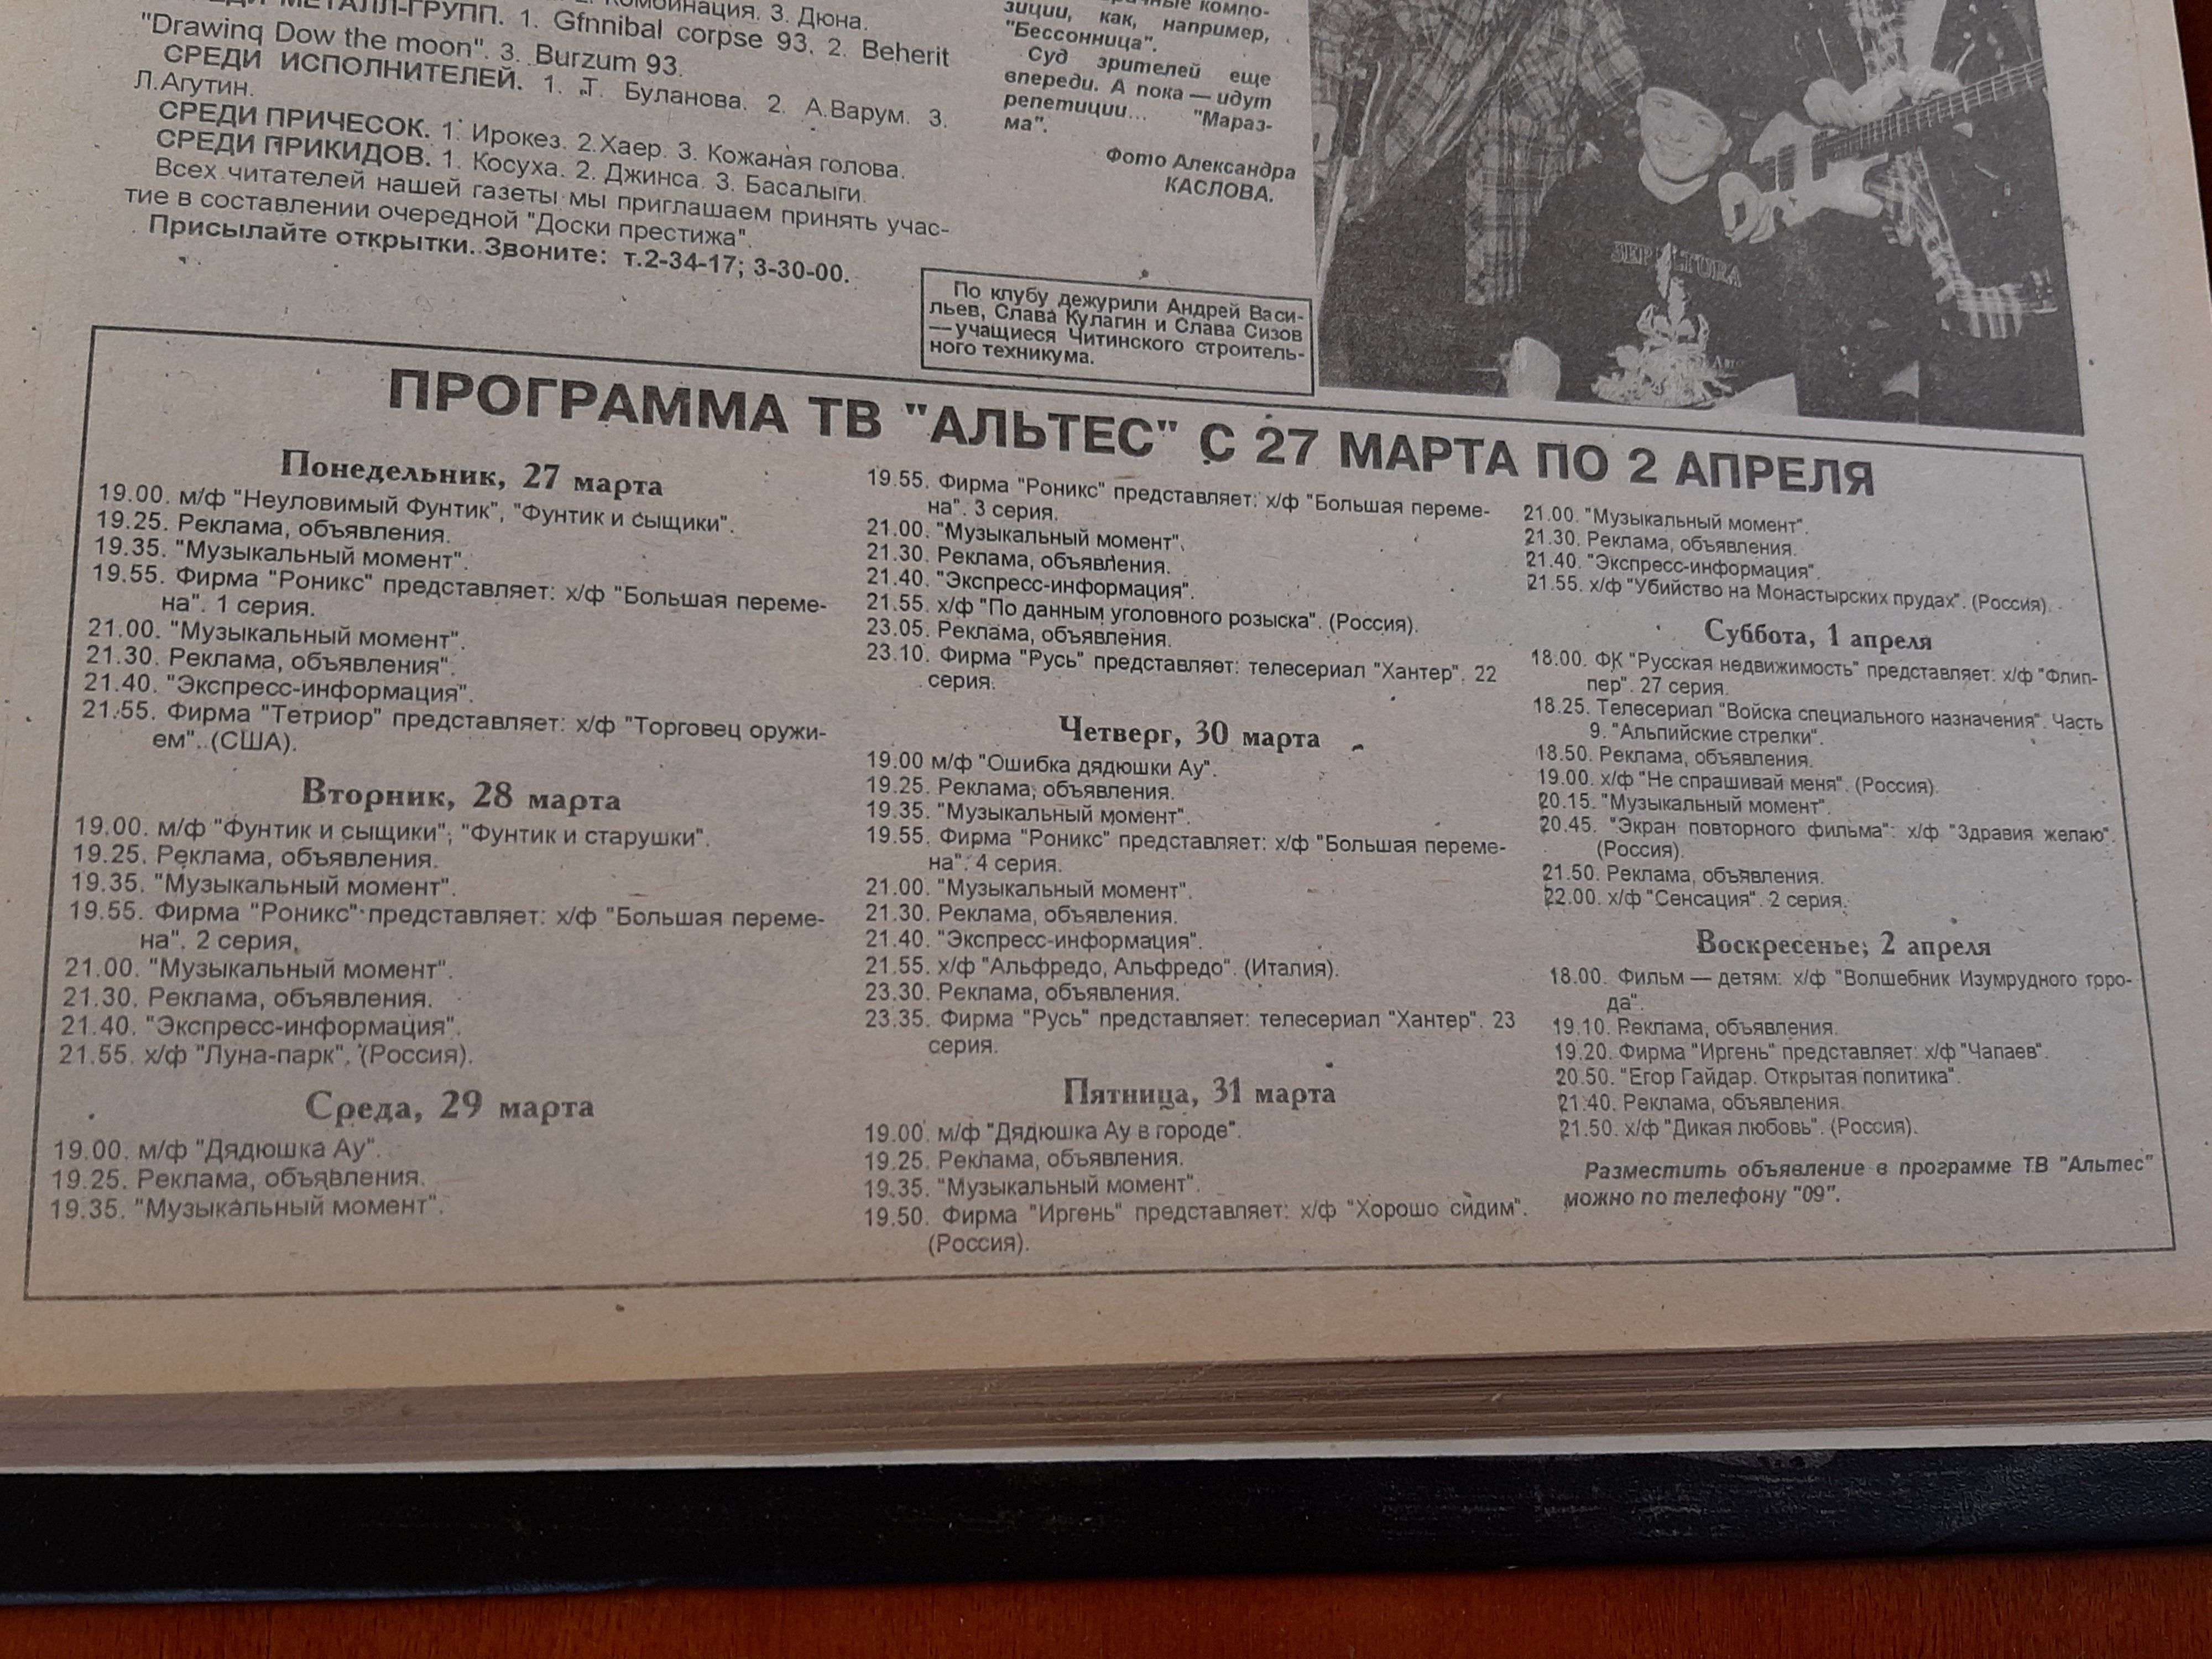 МЕТАЛЛ-ГРУПП. 1. Gfnnibal corpse 93. 2. Beherit
"Drawinq Dow the moon". 3. Burzum 93.
СРЕДИ ИСПОЛНИТЕЛЕЙ. 1. Т. Буланова. 2. А.Варум. 3.
Л.Агутин.
СРЕДИ ПРИЧЕСОК. 1. Ирокез. 2.Хаер. 3. Кожаная голова.
СРЕДИ ПРИКИДОВ. 1. Косуха. 2. Джинса. 3. Басалыги.
Всех читателей нашей газеты мы приглашаем принять учас-
тие в составлении очередной "Доски престижа".
Присылайте открытки. Звоните: т.2-34-17; 3-30-00.
зиции, как, например,
"Бессонница".
Суд зрителей еще
впереди. А пока — идут
репетиции... "Мараз-
ма".
Фото Александра
КАСЛОВА.
По клубу дежурили Андрей Васи-
льев, Слава Кулагин и Слава Сизов
— учащиеся Читинского строитель-
ного техникума.
ПРОГРАММА ТВ "АЛЬТЕС" С 27 МАРТА ПО 2 АПРЕЛЯ
Понедельник, 27 марта
19.00. м/ф "Неуловимый Фунтик", "Фунтик и сыщики".
19.25. Реклама, объявления.
19.35. "Музыкальный момент".
19.55. Фирма "Роникс" представляет: х/ф "Большая переме-
на". 1 серия.
21.00. "Музыкальный момент".
21.30. Реклама, объявления".
21.40. "Экспресс-информация".
21.55. Фирма "Тетриор" представляет: х/ф "Торговец оружи-
ем". (США).
Вторник, 28 марта
19.00. м/ф "Фунтик и сыщики", "Фунтик и старушки".
19.25. Реклама, объявления.
19.35. "Музыкальный момент".
19.55. Фирма "Роникс" представляет: х/ф "Большая переме-
на". 2 серия.
21.00. "Музыкальный момент".
21.30. Реклама, объявления.
21.40. "Экспресс-информация".
21.55. х/ф "Луна-парк". (Россия).
Среда, 29 марта
19.00. м/ф "Дядюшка Ау".
19.25. Реклама, объявления.
19.35. "Музыкальный момент".
19.55. Фирма "Роникс" представляет: х/ф "Большая переме-
на". 3 серия.
21.00. "Музыкальный момент".
21.30. Реклама, объявления.
21.40. "Экспресс-информация".
21.55. х/ф "По данным уголовного розыска". (Россия).
23.05. Реклама, объявления.
23.10. Фирма "Русь" представляет: телесериал "Хантер". 22
серия.
Четверг, 30 марта
19.00 м/ф "Ошибка дядюшки Ау".
19.25. Реклама, объявления.
19.35. "Музыкальный момент".
19.55. Фирма "Роникс" представляет: х/ф "Большая переме-
на". 4 серия.
21.00. "Музыкальный момент".
21.30. Реклама, объявления.
21.40. "Экспресс-информация".
21.55. х/ф "Альфредо, Альфредо". (Италия).
23.30. Реклама, объявления.
23.35. Фирма "Русь" представляет: телесериал "Хантер". 23
серия.
Пятница, 31 марта
19.00. м/ф "Дядюшка Ау в городе".
19.25. Реклама, объявления.
19.35. "Музыкальный момент".
19.50. Фирма "Иргень" представляет: х/ф "Хорошо сидим".
(Россия).
21.00. "Музыкальный момент".
21.30. Реклама, объявления.
21.40. "Экспресс-информация".
21.55. х/ф "Убийство на Монастырских прудах". (Россия).
Суббота, 1 апреля
18.00. ФК "Русская недвижимость" представляет: х/ф "Флип-
пер". 27 серия.
18.25. Телесериал "Войска специального назначения". Часть
9. "Альпийские стрелки".
18.50. Реклама, объявления.
19.00. х/ф "Не спрашивай меня". (Россия).
20.15. "Музыкальный момент".
20.45. "Экран повторного фильма": х/ф "Здравия желаю".
(Россия).
21.50. Реклама, объявления.
22.00. х/ф "Сенсация". 2 серия.
Воскресенье, 2 апреля
18.00. Фильм — детям: х/ф "Волшебник Изумрудного горо-
да".
19.10. Реклама, объявления.
19.20. Фирма "Иргень" представляет: х/ф "Чапаев".
20.50. "Егор Гайдар. Открытая политика".
21.40. Реклама, объявления.
21.50. х/ф "Дикая любовь". (Россия).
Разместить объявление в программе ТВ "Альтес"
можно по телефону "09".